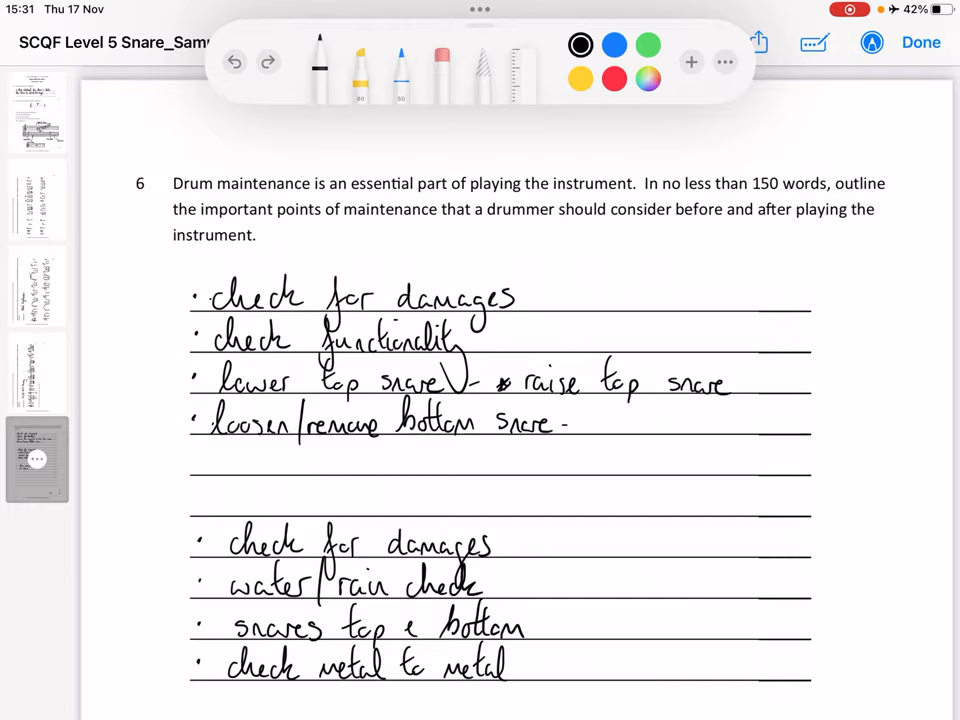 15:31 Thu 17 Nov
42%
SCQF Level 5 Snare_Sam
80
50
Done
6 Drum maintenance is an essential part of playing the instrument. In no less than 150 words, outline
the important points of maintenance that a drummer should consider before and after playing the
instrument.
· check for damages
· check functionality
· lower top snare - raise top snare
· loosen/remove bottom snare -
· check for damages
· water/rain check
· snares top & bottom
· check metal to metal